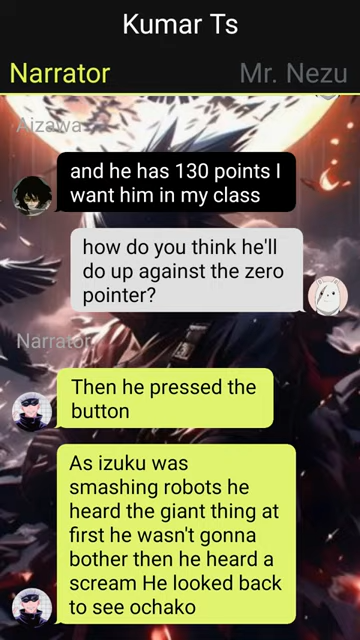 Kumar Ts
Narrator
Mr. Nezu
Aizawa
and he has 130 points I
want him in my class
how do you think he'll
do up against the zero
pointer?
Narrator
Then he pressed the
button
As izuku was
smashing robots he
heard the giant thing at
first he wasn't gonna
bother then he heard a
scream He looked back
to see ochako